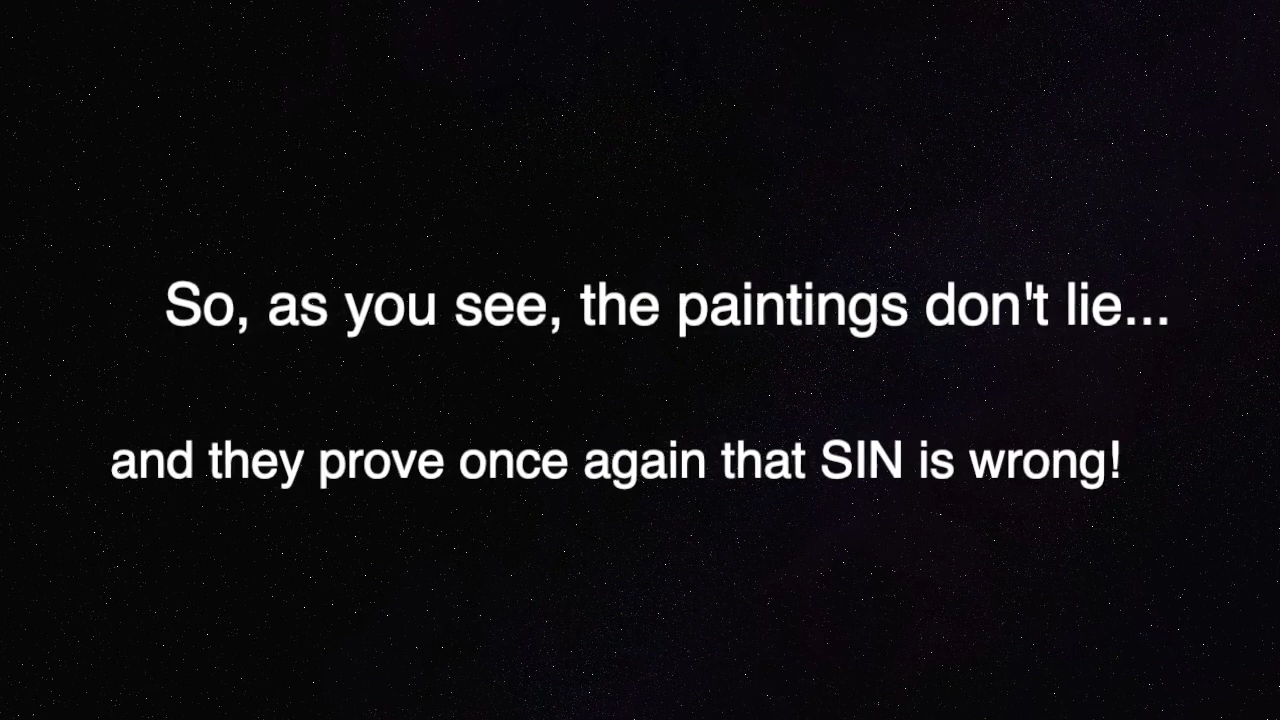 So, as you see, the paintings don't lie...
and they prove once again that SIN is wrong!